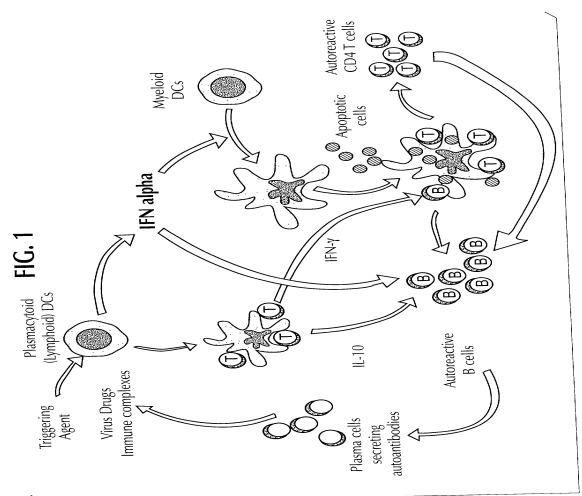 FIG. 1
Triggering
Agent
Plasmacytoid
(Lymphoid) DCs
IFN alpha
Myeloid
DCs
Virus Drugs
Immune complexes
T
T
T
IFN-γ
IL-10
Apoptotic
cells
B
T
T
T
Autoreactive
CD4 T cells
T
T
T
T
T
Plasma cells
secreting
autoantibodies
Autoreactive
B cells
B
B
B
B
B
B